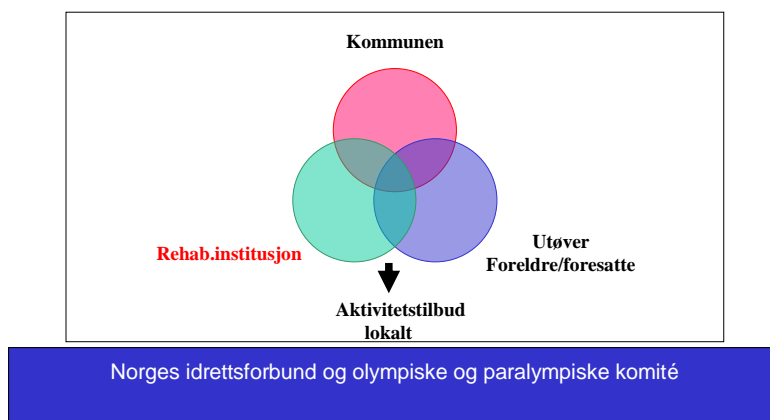 Kommunen
Rehab.institusjon
Utøver
Foreldre/foresatte
Aktivitetstilbud
lokalt
Norges idrettsforbund og olympiske og paralympiske komité